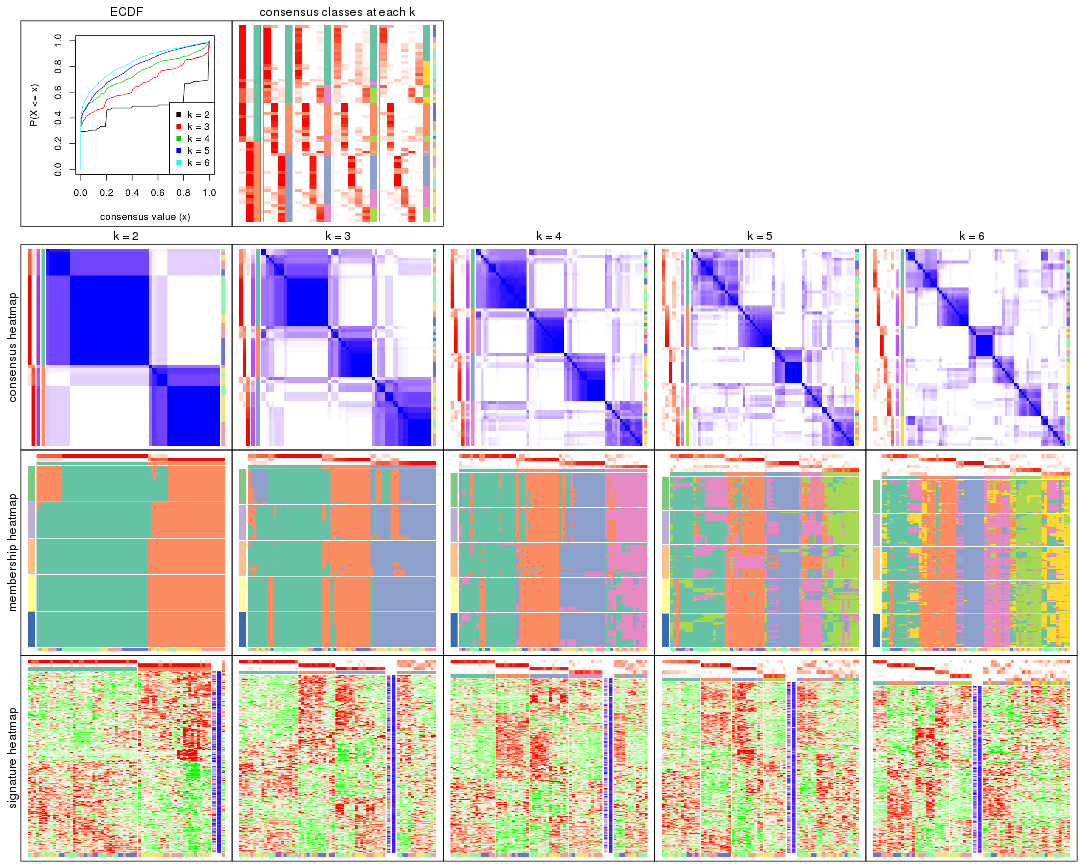 ECDF
consensus classes at each k
P(X <= x)
0.0 0.2 0.4 0.6 0.8 1.0
k = 2
k = 3
k = 4
k = 5
k = 6
0.0 0.2 0.4 0.6 0.8 1.0
consensus value (x)
k = 2
k = 3
k = 4
k = 5
k = 6
consensus heatmap
membership heatmap
signature heatmap